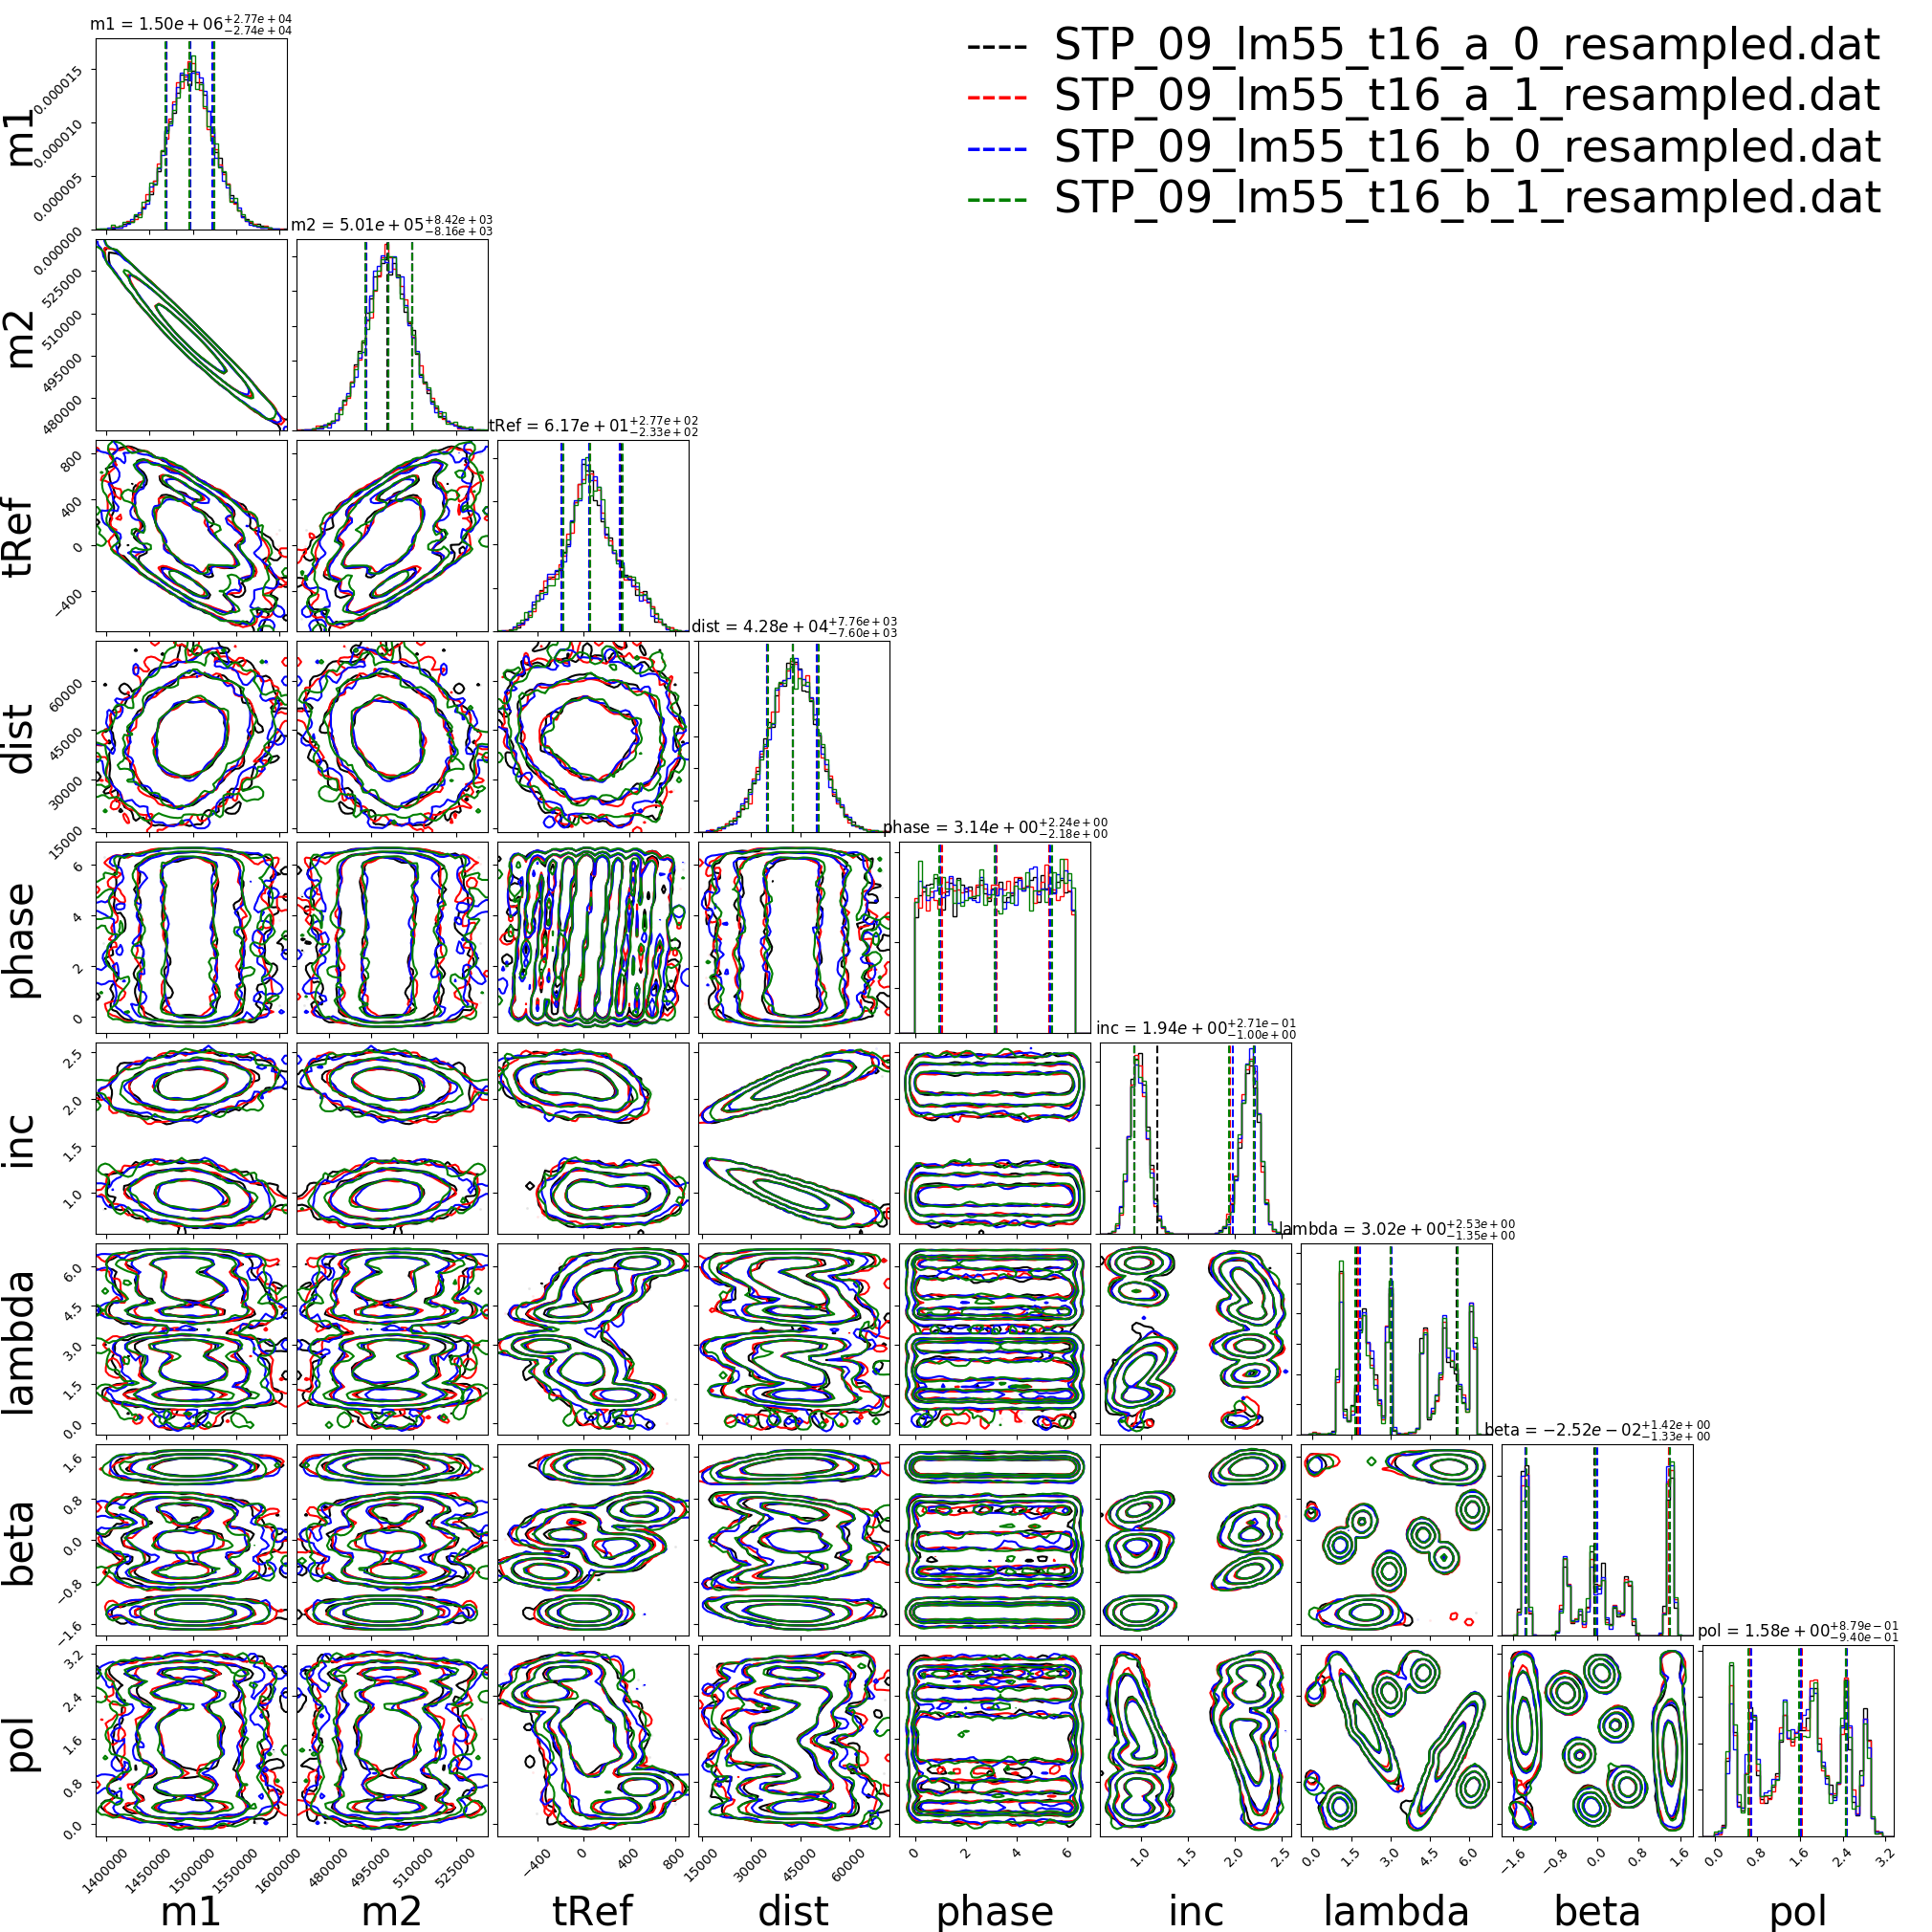 m1 = 1.50e + 06 +2.77e + 04 −2.74e + 04
STP_09_lm55_t16_a_0_resampled.dat
STP_09_lm55_t16_a_1_resampled.dat
STP_09_lm55_t16_b_0_resampled.dat
STP_09_lm55_t16_b_1_resampled.dat
m1
0.000015
0.000010
0.000005
0.000000
m2 = 5.01e + 05 +8.42e + 03 −8.16e + 03
m2
525000
510000
495000
480000
tRef = 6.17e + 01 +2.77e + 02 −2.33e + 02
tRef
800
400
0
−400
dist = 4.28e + 04 +7.76e + 03 −7.60e + 03
dist
60000
45000
30000
15000
phase = 3.14e + 00 +2.24e + 00 −2.18e + 00
phase
6
4
2
0
inc = 1.94e + 00 +2.71e − 01 −1.00e + 00
inc
2.5
2.0
1.5
1.0
lambda = 3.02e + 00 +2.53e + 00 −1.35e + 00
lambda
6.0
4.5
3.0
1.5
0.0
beta = −2.52e − 02 +1.42e + 00 −1.33e + 00
beta
1.6
0.8
0.0
−0.8
−1.6
pol = 1.58e + 00 +8.79e − 01 −9.40e − 01
pol
3.2
2.4
1.6
0.8
0.0
1400000 1450000 1500000 1550000 1600000 480000 495000 510000 525000 −400 0 400 800 15000 30000 45000 60000 0 2 4 6 1.0 1.5 2.0 2.5 0.0 1.5 3.0 4.5 6.0 −1.6 −0.8 0.0 0.8 1.6 0.0 0.8 1.6 2.4 3.2
m1 m2 tRef dist phase inc lambda beta pol